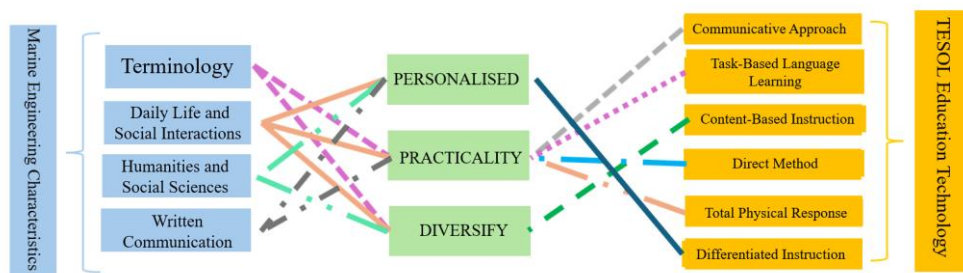 Marine Engineering Characteristics
Terminology
Daily Life and
Social Interactions
Humanities and
Social Sciences
Written
Communication
PERSONALISED
PRACTICALITY
DIVERSIFY
Communicative Approach
Task-Based Language
Learning
Content-Based Instruction
Direct Method
Total Physical Response
Differentiated Instruction
TESOL Education Technology